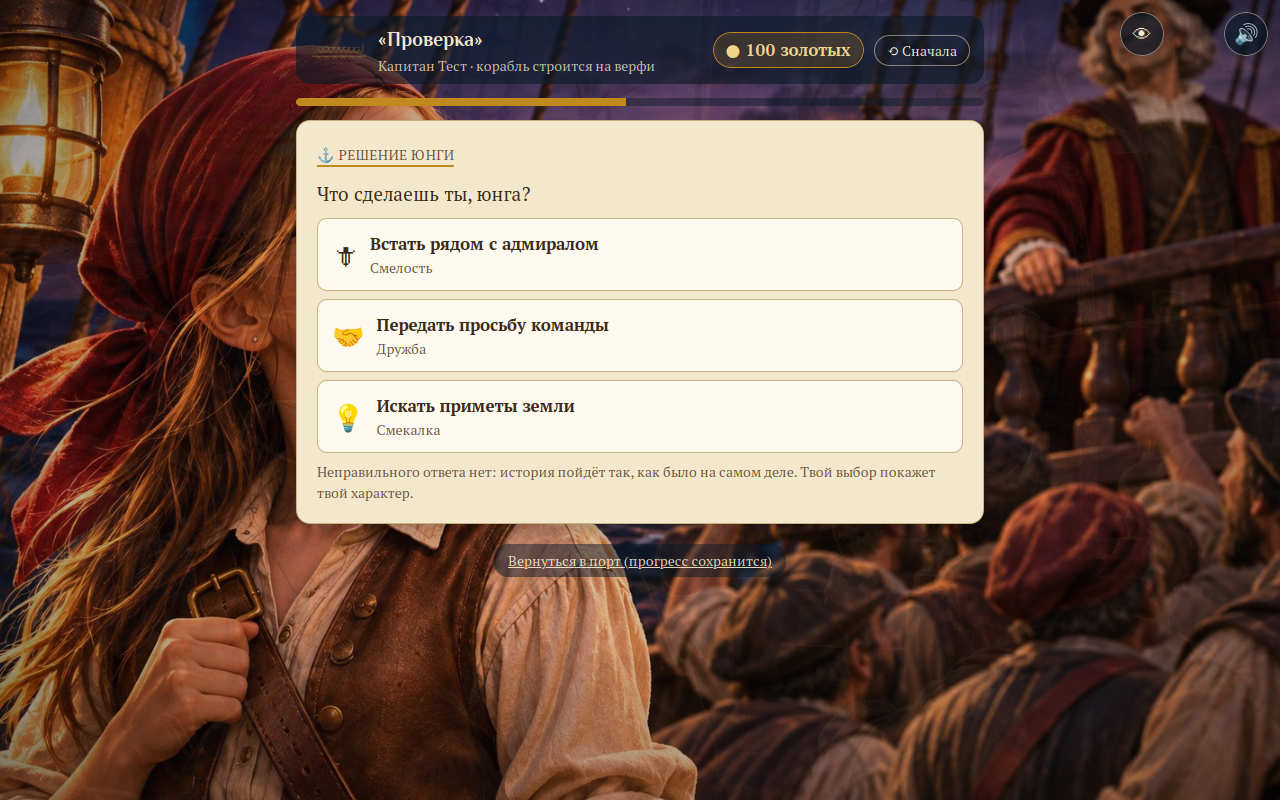 «Проверка»
Капитан Тест · корабль строится на верфи
100 золотых
⟲ Сначала
⚓ РЕШЕНИЕ ЮНГИ
Что сделаешь ты, юнга?
Встать рядом с адмиралом
Смелость
Передать просьбу команды
Дружба
Искать приметы земли
Смекалка
Неправильного ответа нет: история пойдёт так, как было на самом деле. Твой выбор покажет
твой характер.
Вернуться в порт (прогресс сохранится)